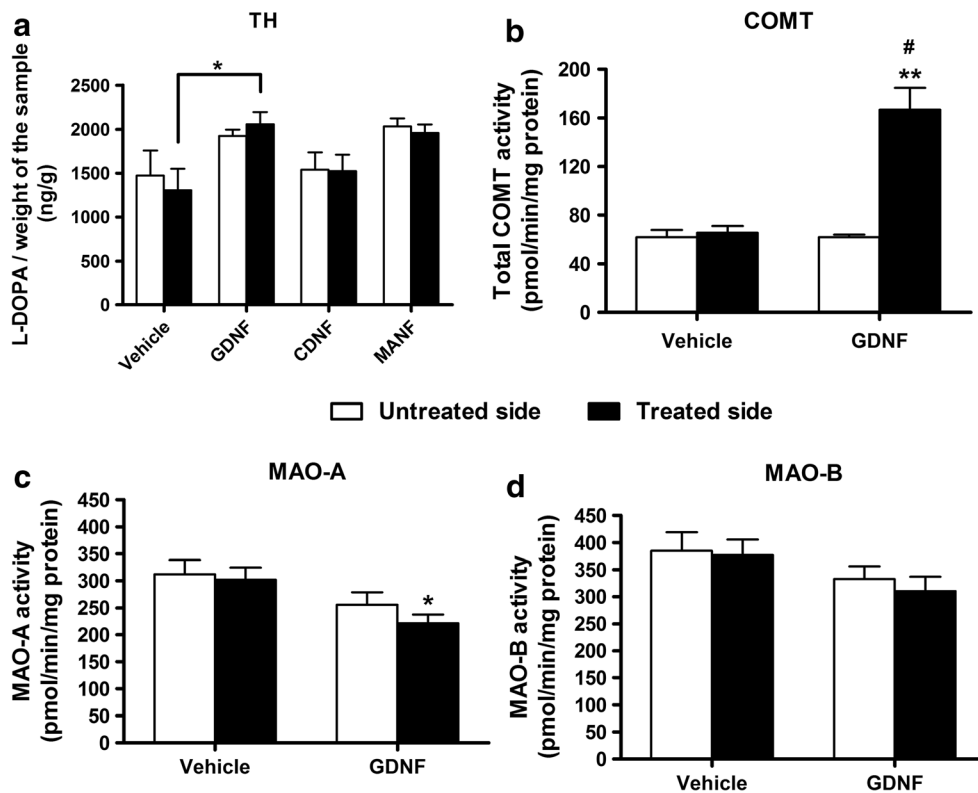 a
TH
L-DOPA / weight of the sample
(ng/g)
2500
2000
1500
1000
500
0
*
Vehicle
GDNF
CDNF
MANF
b
COMT
Total COMT activity
(pmol/min/mg protein)
200
160
120
80
40
0
#
**
Vehicle
GDNF
Untreated side
Treated side
c
MAO-A
MAO-A activity
(pmol/min/mg protein)
450
400
350
300
250
200
150
100
50
0
*
Vehicle
GDNF
d
MAO-B
MAO-B activity
(pmol/min/mg protein)
450
400
350
300
250
200
150
100
50
0
Vehicle
GDNF